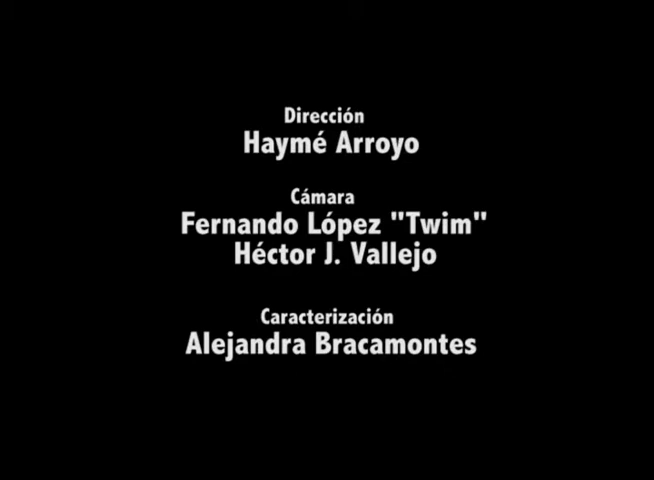 Dirección
Haymé Arroyo
Cámara
Fernando López "Twim"
Héctor J. Vallejo
Caracterización
Alejandra Bracamontes